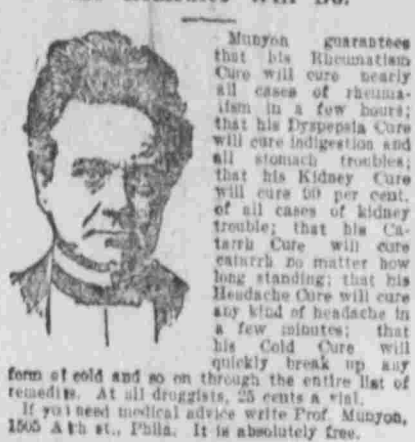 Munyon guarantees
that his Rheumatism
Cure will cure nearly
all cases of rheuma-
ism in a few hours;
that his Dyspepsia Cure
will cure indigestion and
all stomach troubles;
that his Kidney Cure
will cure 90 per cent.
of all cases of kidney
trouble; that his Ca-
tarrh Cure will cure
catarrh no matter how
long standing; that his
Headache Cure will cure
any kind of headache in
a few minutes; that
his Cold Cure will
quickly break up any
form of cold and so on through the entire list of
remedies. At all druggists, 25 cents a vial.
If you need medical advice write Prof. Munyon,
1505 Arch st., Phila. It is absolutely free.